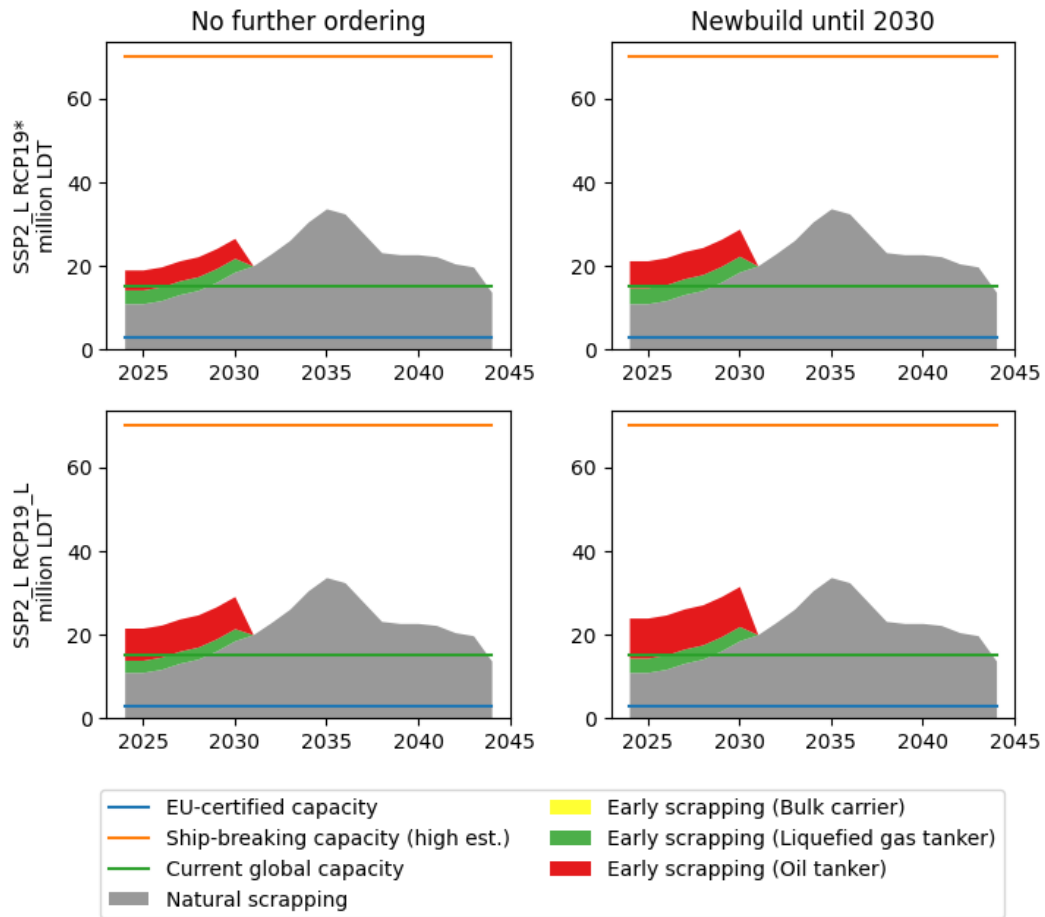 No further ordering
Newbuild until 2030
SSP2_L RCP19*
million LDT
60
40
20
0
2025 2030 2035 2040 2045
60
40
20
0
2025 2030 2035 2040 2045
SSP2_L RCP19_L
million LDT
60
40
20
0
2025 2030 2035 2040 2045
60
40
20
0
2025 2030 2035 2040 2045
EU-certified capacity
Ship-breaking capacity (high est.)
Current global capacity
Natural scrapping
Early scrapping (Bulk carrier)
Early scrapping (Liquefied gas tanker)
Early scrapping (Oil tanker)